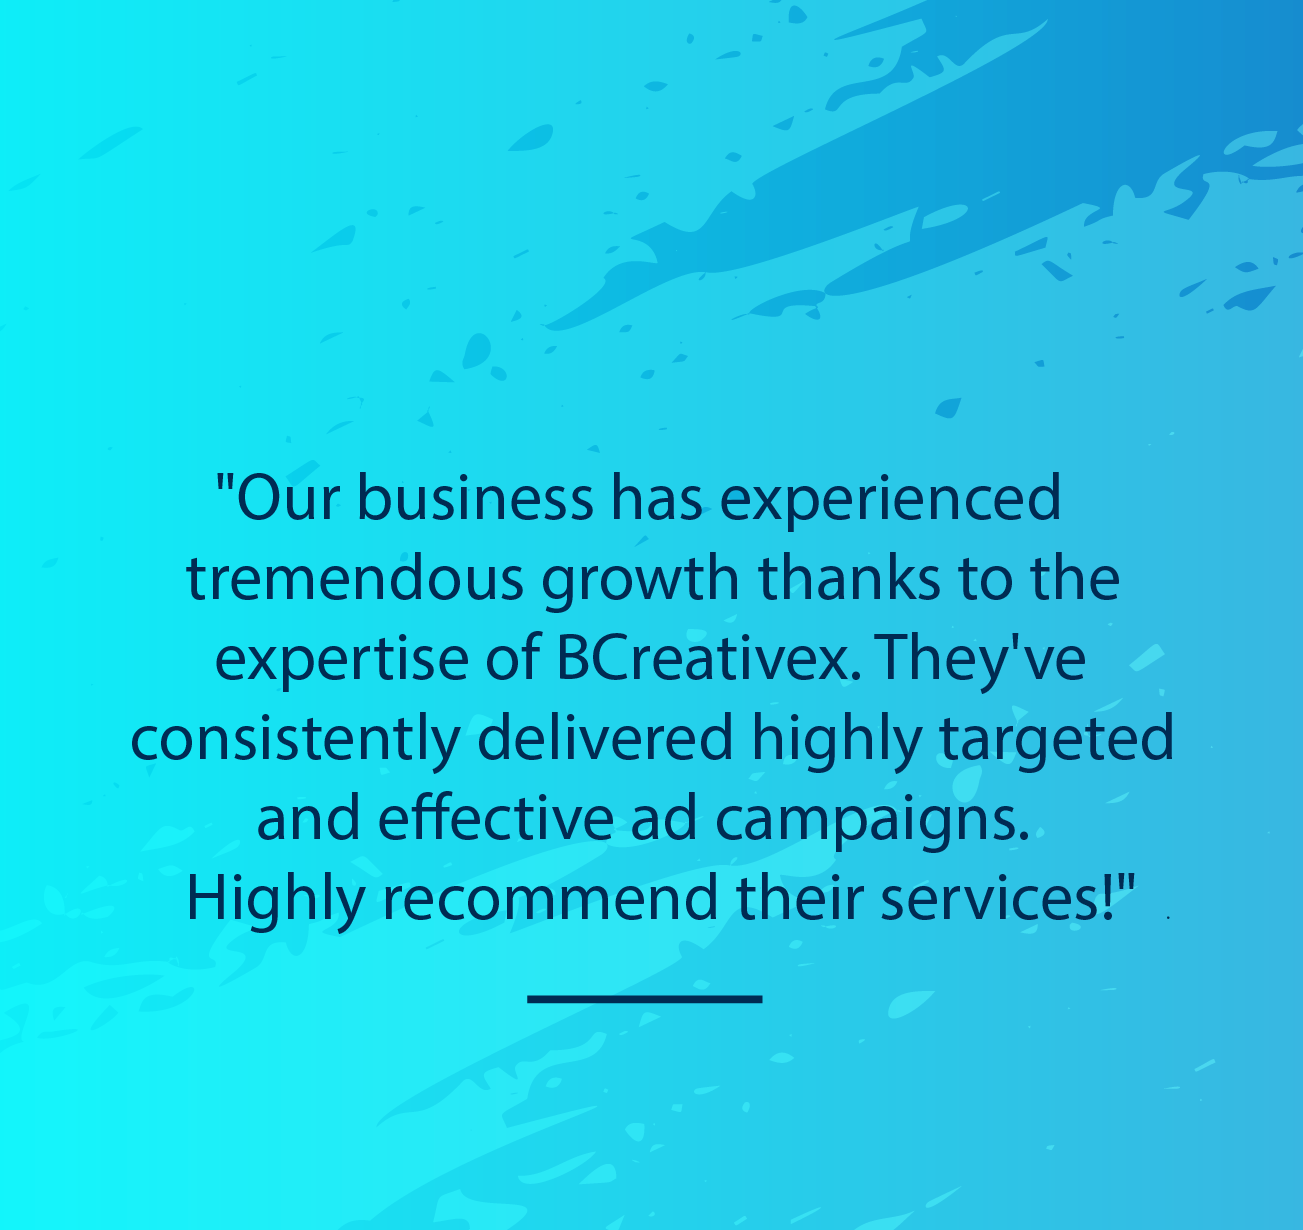 "Our business has experienced
tremendous growth thanks to the
expertise of BCreativex. They've
consistently delivered highly targeted
and effective ad campaigns.
Highly recommend their services!" .